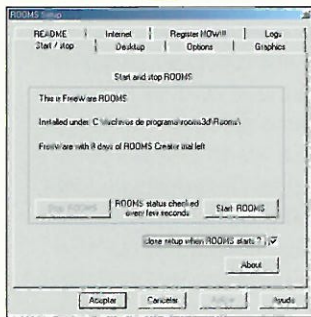 ROOMS Setup
README Internet Register NOW!!! Logs
Start / stop Desktop Options Graphics
Start and stop ROOMS
This is FreeWare ROOMS
Installed under: C:\archivos de programa\rooms3d\Rooms\
FreeWare with 8 days of ROOMS Creator trial left
Stop ROOMS
ROOMS status checked
every few seconds
Start ROOMS
close setup when ROOMS starts ?
About
Aceptar Cancelar Aplicar Ayuda